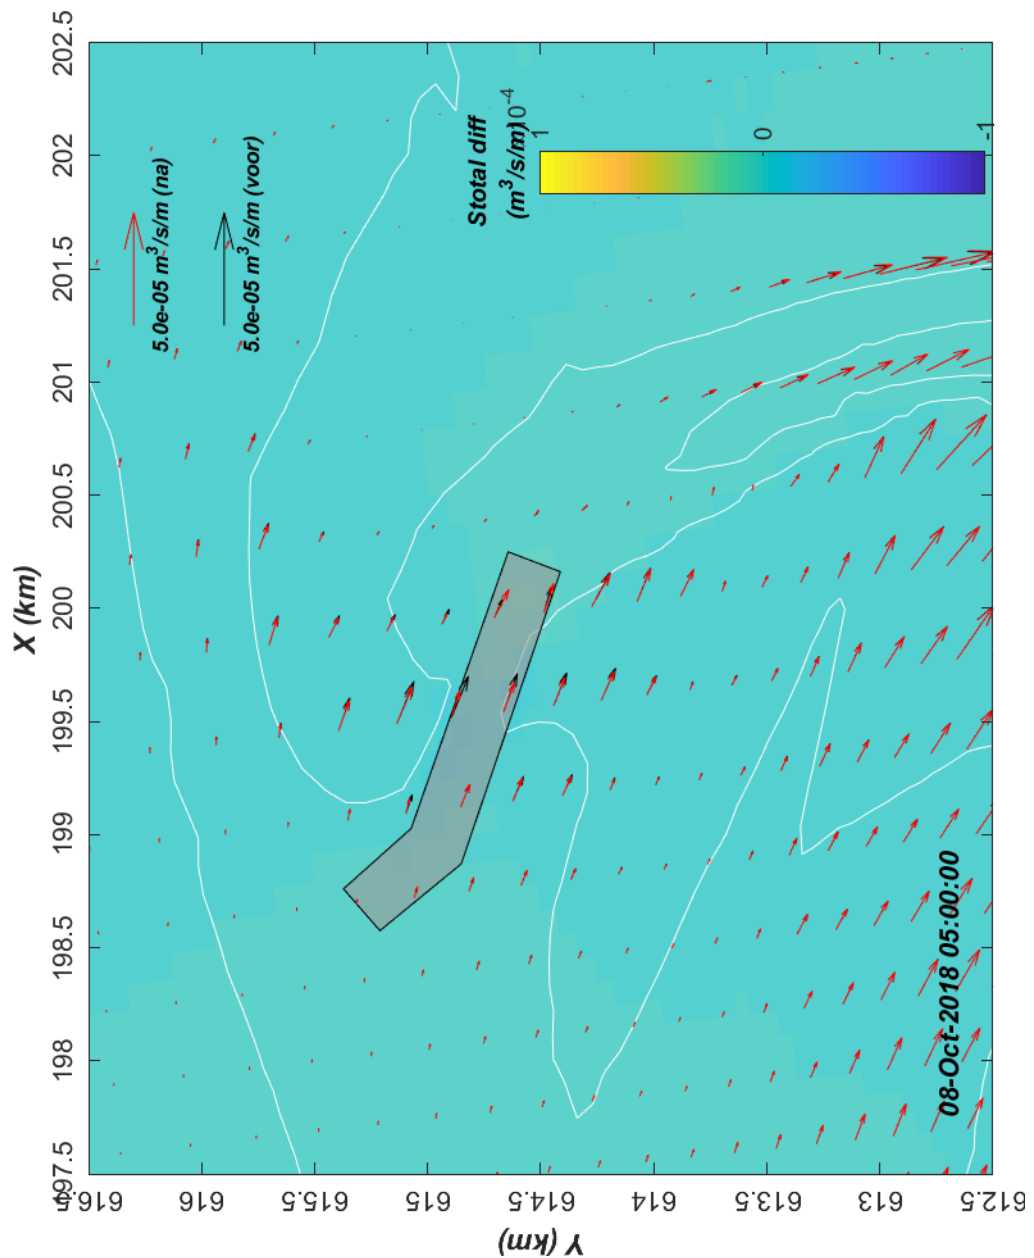 X (km)
197.5 198 198.5 199 199.5 200 200.5 201 201.5 202 202.5
Y (km)
616.5
616
615.5
615
614.5
614
613.5
613
612.5
5.0e-05 m³/s/m (na)
5.0e-05 m³/s/m (voor)
Stotal diff
(m³/s/m)
10⁻⁴
1
0
-1
08-Oct-2018 05:00:00